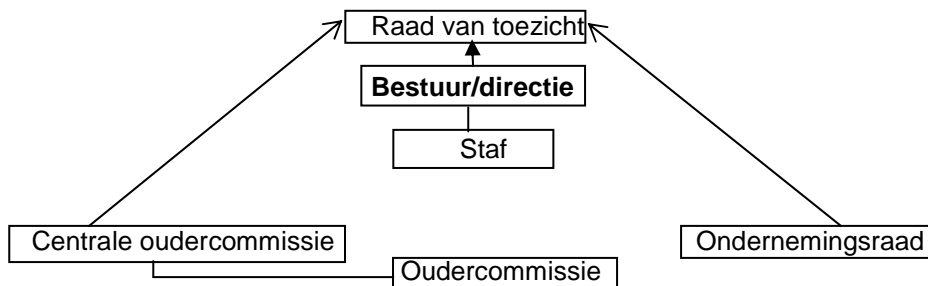 Raad van toezicht
Bestuur/directie
Staf
Centrale oudercommissie
Ondernemingsraad
Oudercommissie